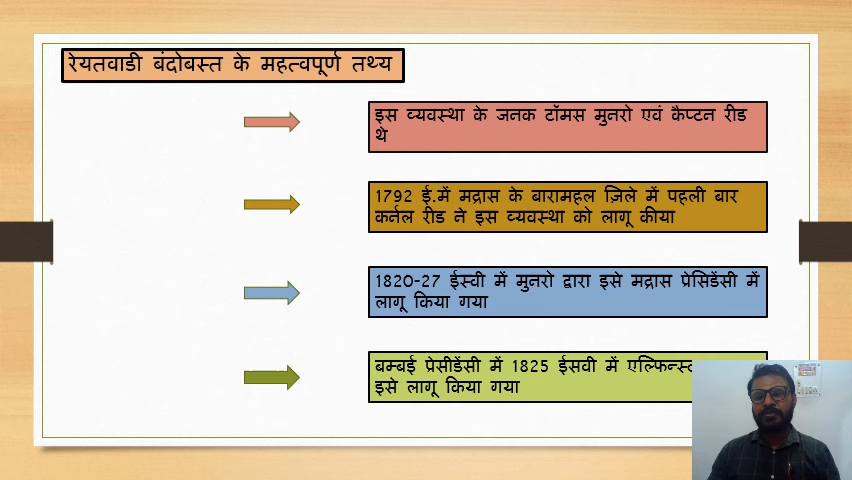 रेयतवाडी बंदोबस्त के महत्वपूर्ण तथ्य
इस व्यवस्था के जनक टॉमस मुनरो एवं कैप्टन रीड
थे
1792 ई.में मद्रास के बारामहल ज़िले में पहली बार
कर्नल रीड ने इस व्यवस्था को लागू कीया
1820-27 ईस्वी में मुनरो द्वारा इसे मद्रास प्रेसिडेंसी में
लागू किया गया
बम्बई प्रेसीडेंसी में 1825 ईसवी में
इसे लागू किया गया